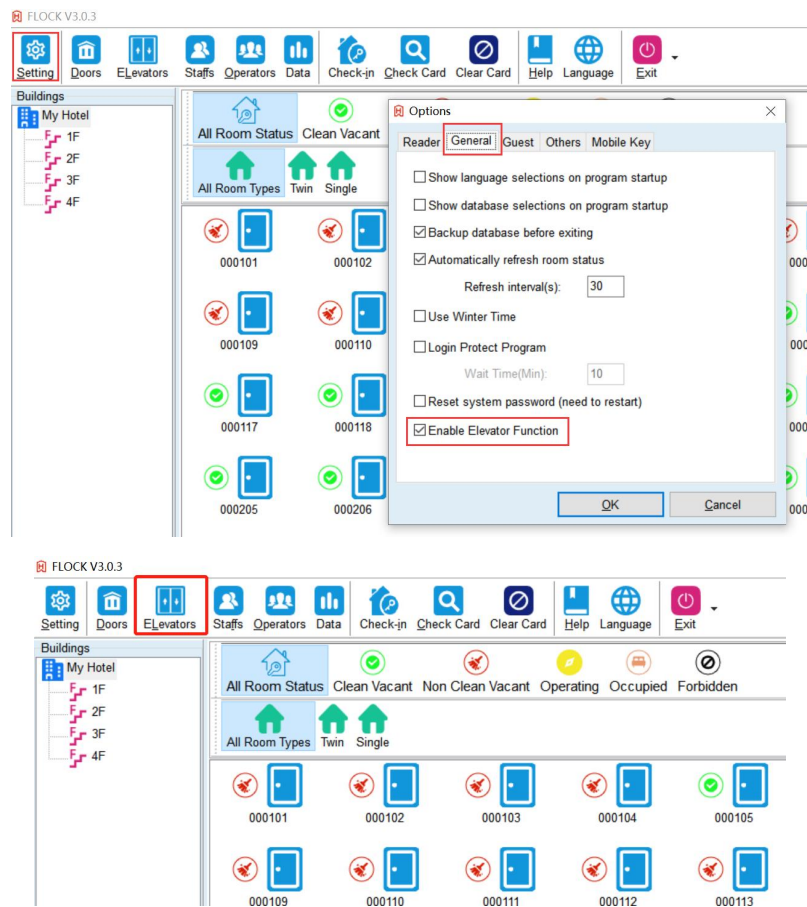 FLOCK V3.0.3
Setting Doors ELevators Staffs Operators Data Check-in Check Card Clear Card Help Language Exit
Buildings
My Hotel
1F
2F
3F
4F
All Room Status Clean Vacant
All Room Types Twin Single
000101 000102
000109 000110 000
000117 000118
000205 000206
Options
Reader General Guest Others Mobile Key
Show language selections on program startup
Show database selections on program startup
Backup database before exiting
Automatically refresh room status
Refresh interval(s): 30
Use Winter Time
Login Protect Program
Wait Time(Min): 10
Reset system password (need to restart)
Enable Elevator Function
OK Cancel
FLOCK V3.0.3
Setting Doors ELevators Staffs Operators Data Check-in Check Card Clear Card Help Language Exit
Buildings
My Hotel
1F
2F
3F
4F
All Room Status Clean Vacant Non Clean Vacant Operating Occupied Forbidden
All Room Types Twin Single
000101 000102 000103 000104 000105
000109 000110 000111 000112 000113